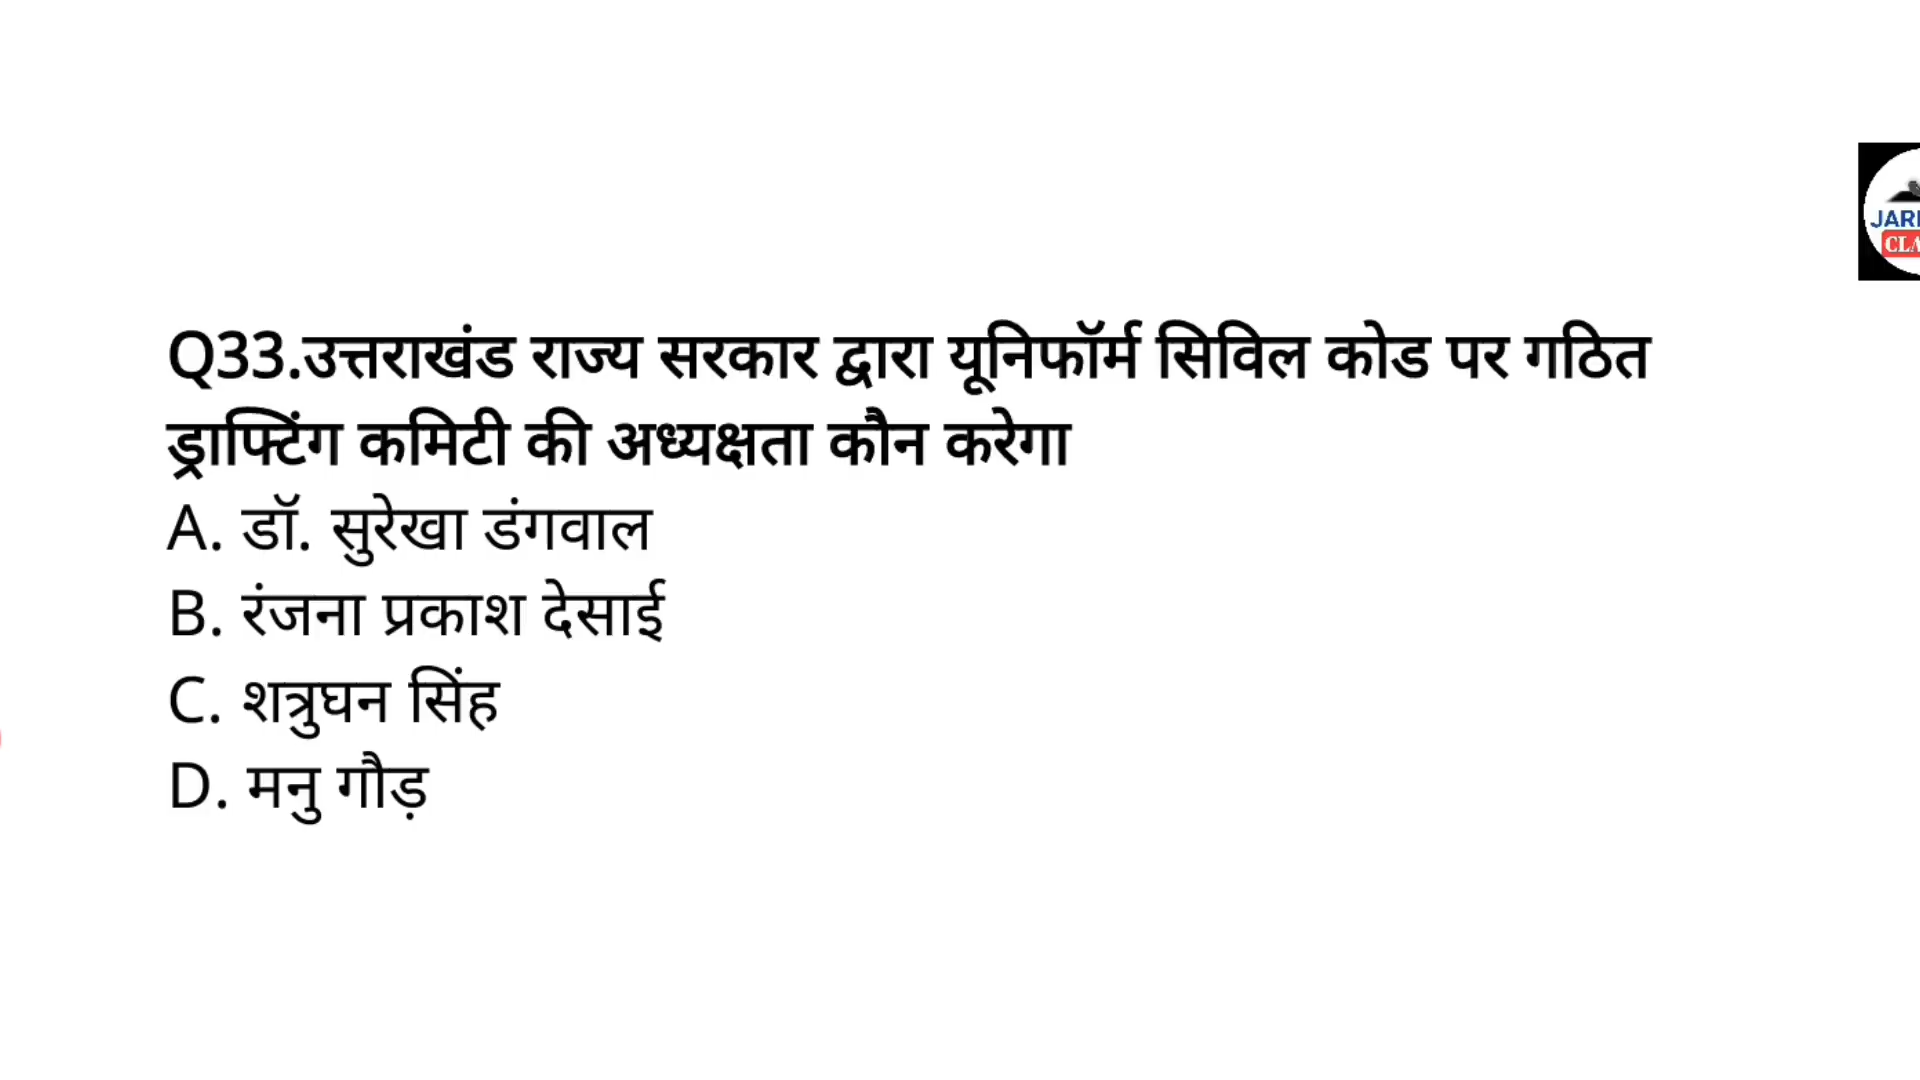 Q33.उत्तराखंड राज्य सरकार द्वारा यूनिफॉर्म सिविल कोड पर गठित
ड्राफ्टिंग कमिटी की अध्यक्षता कौन करेगा
A. डॉ. सुरेखा डंगवाल
B. रंजना प्रकाश देसाई
C. शत्रुघन सिंह
D. मनु गौड़